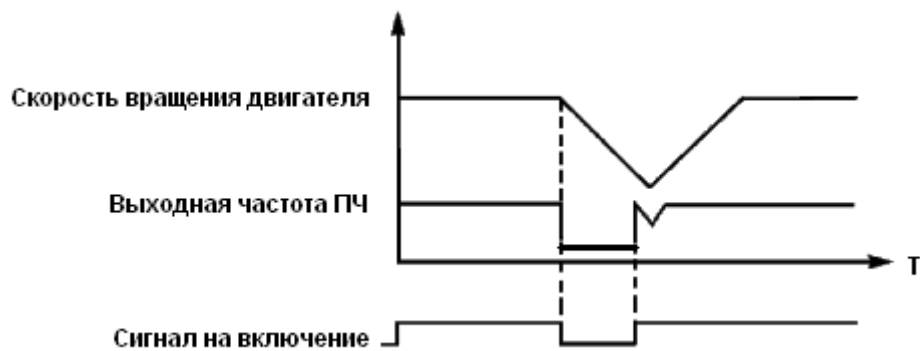 Скорость вращения двигателя
Выходная частота ПЧ
Т
Сигнал на включение